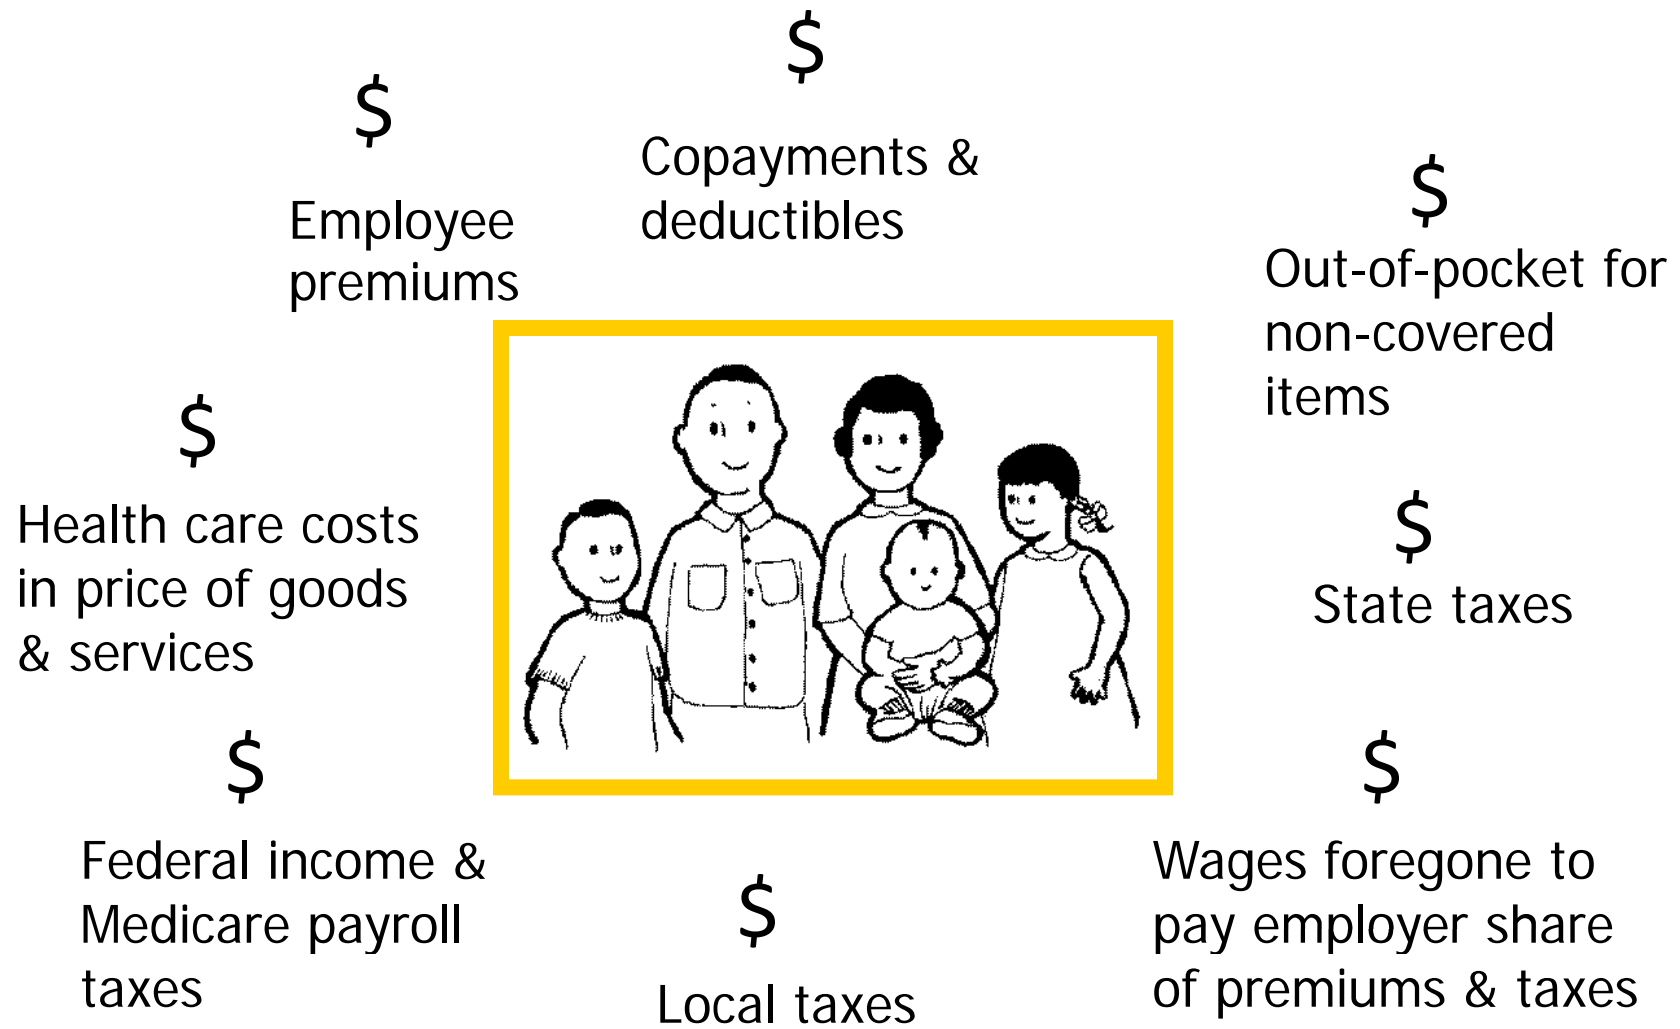 $
Copayments &
deductibles
$
Employee
premiums
$
Out-of-pocket for
non-covered
items
$
Health care costs
in price of goods
& services
$
State taxes
$
Federal income &
Medicare payroll
taxes
$
Local taxes
$
Wages foregone to
pay employer share
of premiums & taxes